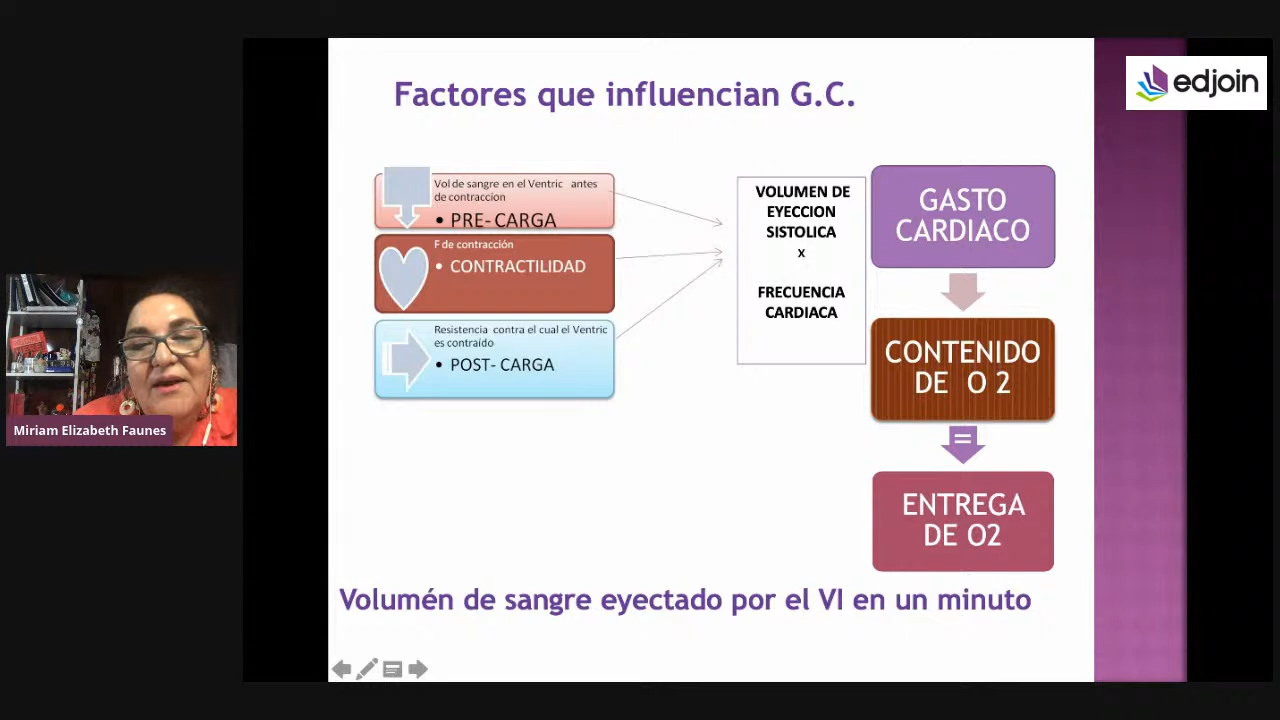 edjoin
Factores que influencian G.C.
Vol de sangre en el Ventric antes
de contraccion
• PRE- CARGA
F de contracción
• CONTRACTILIDAD
Resistencia contra el cual el Ventric
es contraído
• POST- CARGA
VOLUMEN DE
EYECCION
SISTOLICA
x
FRECUENCIA
CARDIACA
GASTO
CARDIACO
CONTENIDO
DE O 2
=
ENTREGA
DE O2
Volumén de sangre eyectado por el VI en un minuto
Miriam Elizabeth Faunes